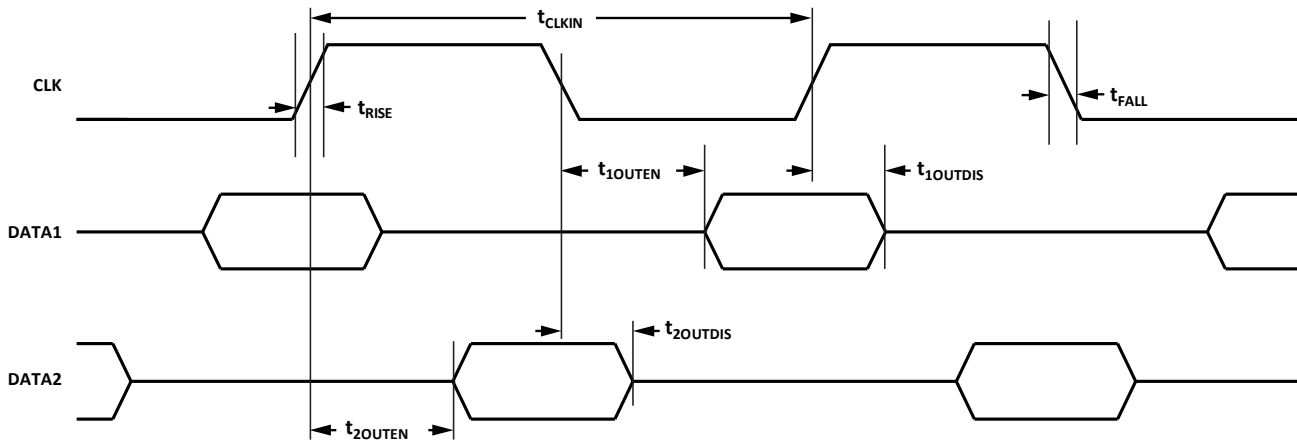 tCLKIN
CLK
tRISE
tFALL
t1OUTEN
t1OUTDIS
DATA1
t2OUTDIS
DATA2
t2OUTEN